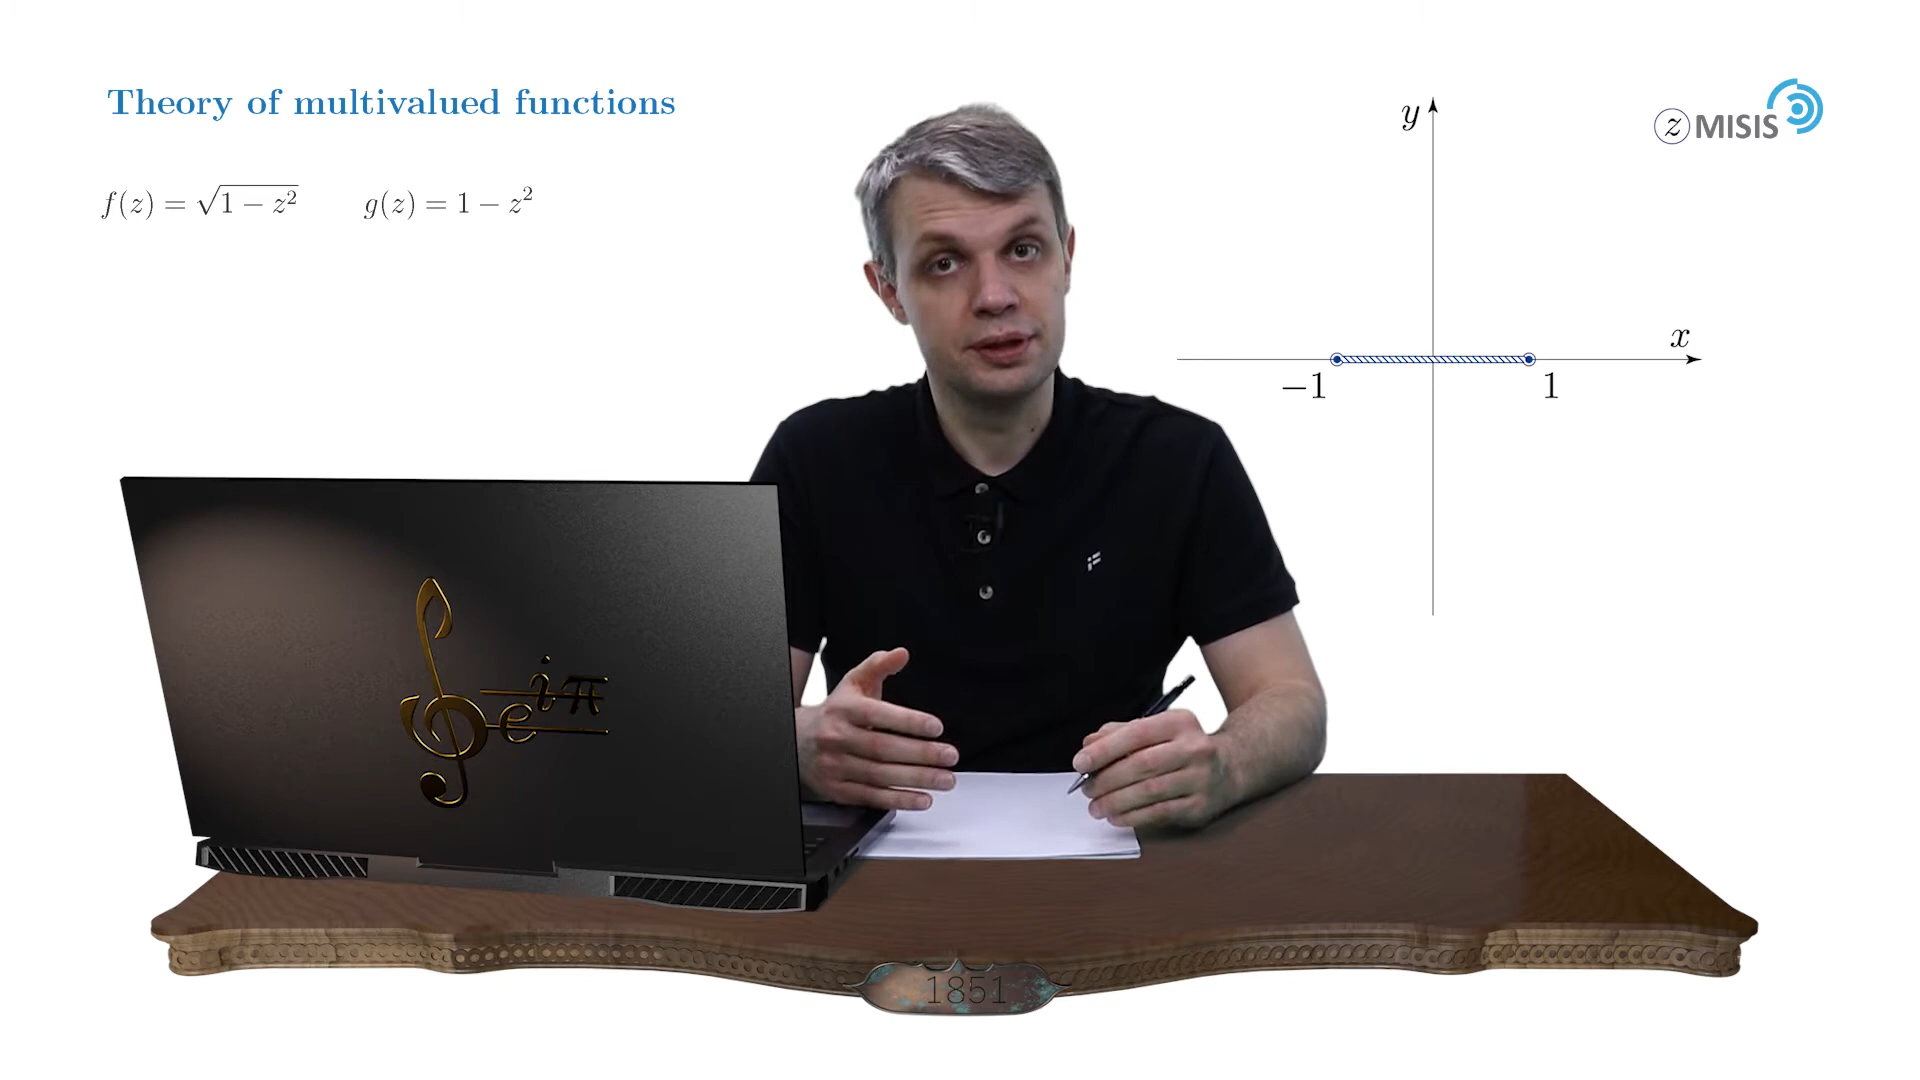 Theory of multivalued functions
f(z) = √(1 − z²) g(z) = 1 − z²
y
z MISIS
x
−1 1
e^{iπ}
1851